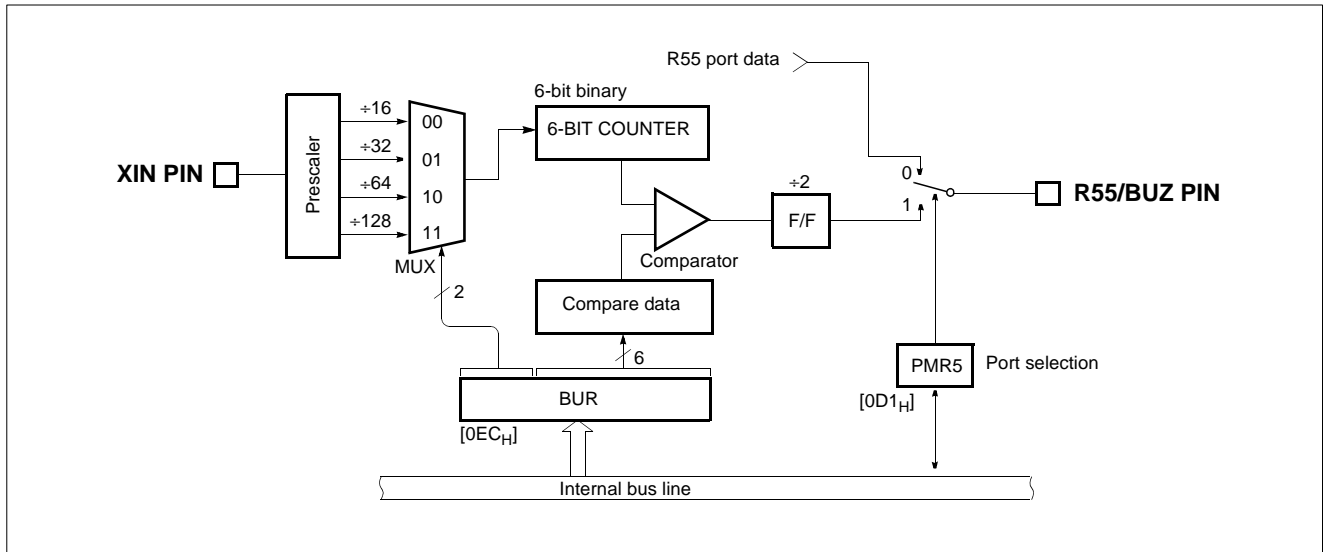 R55 port data
6-bit binary
÷16
÷32
÷64
÷128
Prescaler
00
01
10
11
MUX
6-BIT COUNTER
XIN PIN
÷2
F/F
0
1
R55/BUZ PIN
Comparator
2
Compare data
6
PMR5
Port selection
BUR
[0D1H]
[0ECH]
Internal bus line